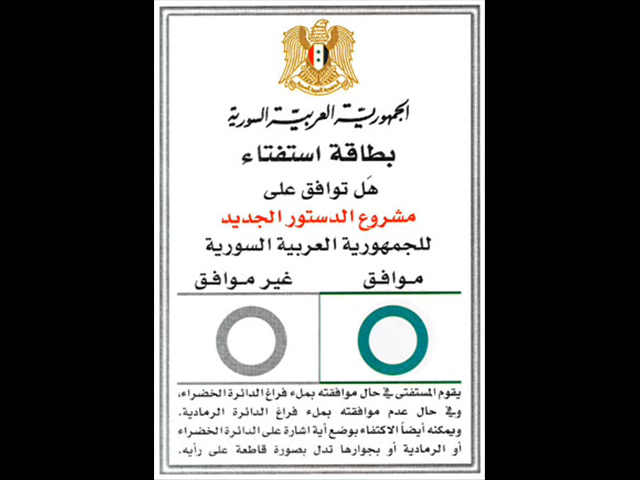 الجمهورية العربية السورية
بطاقة استفتاء
هَل توافق على
مشروع الدستور الجديد
للجمهورية العربية السورية
موافق
غير موافق
يقوم المستفتى في حال موافقته بملء فراغ الدائرة الخضراء،
وفي حال عدم موافقته بملء فراغ الدائرة الرمادية.
ويمكنه أيضاً الاكتفاء بوضع أية اشارة على الدائرة الخضراء
أو الرمادية أو بجوارها تدل بصورة قاطعة على رأيه.